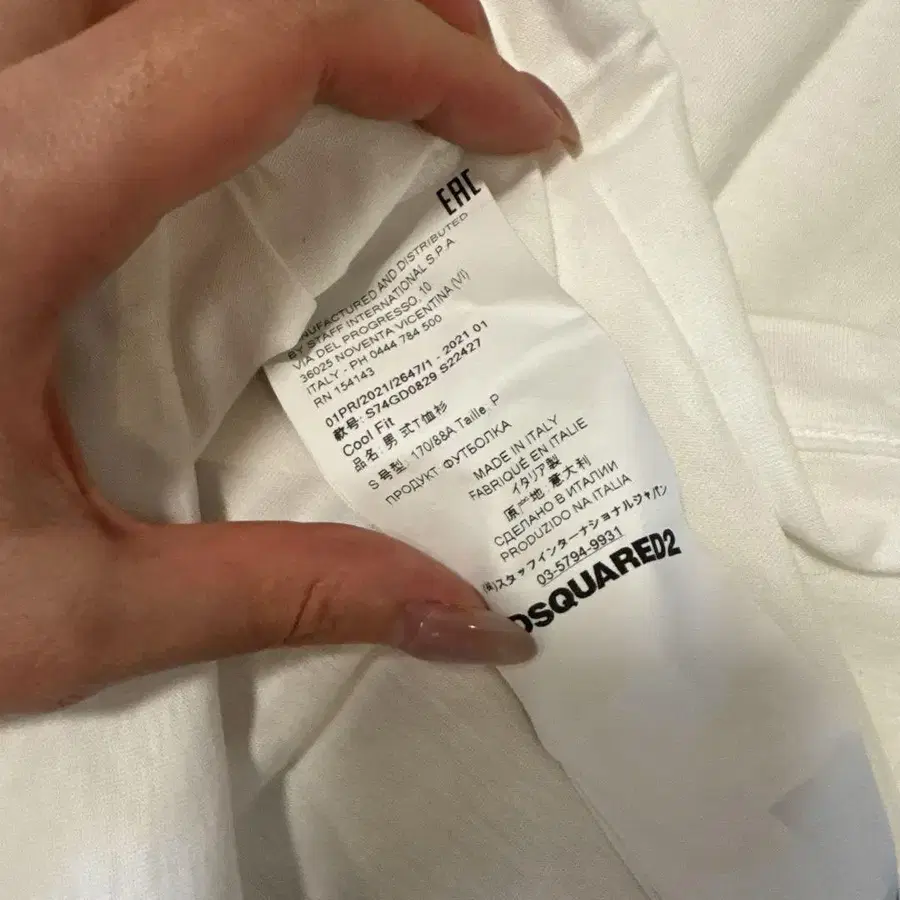 EAC
MANUFACTURED AND DISTRIBUTED
BY STAFF INTERNATIONAL S.P.A
VIA DEL PROGRESSO, 10
36025 NOVENTA VICENTINA (VI)
ITALY - PH 0444 784 500
RN 154143
01PR/2021/2647/1 - 2021 01
款号: S74GD0829 S22427
Cool Fit
品名: 男式T恤衫
S 号型: 170/88A Taille: P
ПРОДУКТ: ФУТБОЛКА
MADE IN ITALY
FABRIQUÉ EN ITALIE
イタリア製
原产地 意大利
СДЕЛАНО В ИТАЛИИ
PRODUZIDO NA ITALIA
(株)スタッフインターナショナルジャパン
03-5794-9931
DSQUARED2